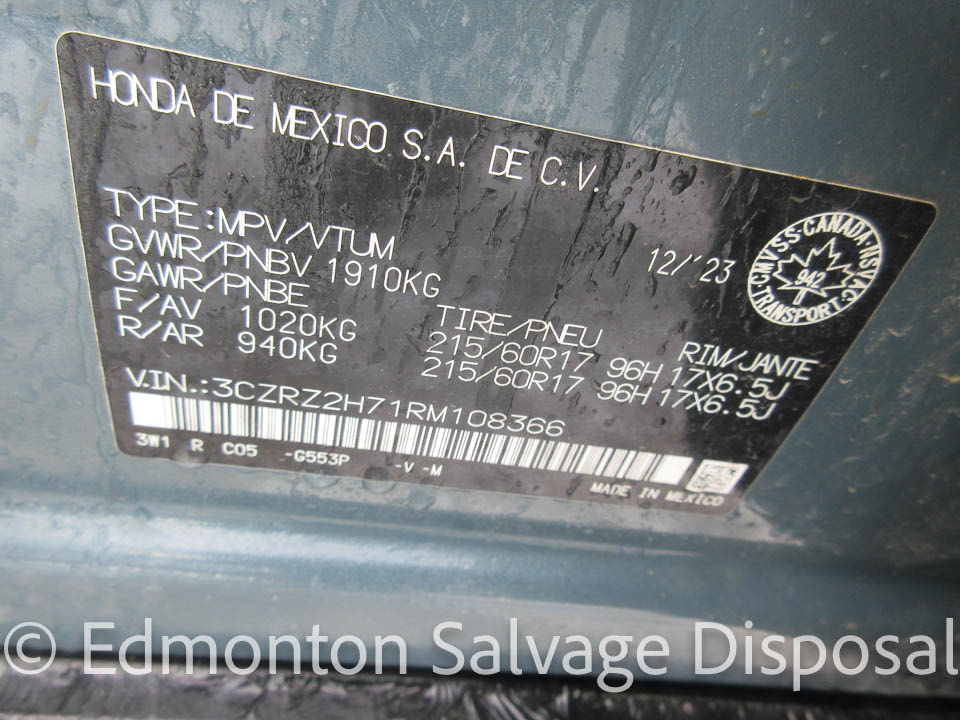 HONDA DE MEXICO S.A. DE C.V.
TYPE:MPV/VTUM
GVWR/PNBV 1910KG
12/'23
GAWR/PNBE
TIRE/PNEU RIM/JANTE
F/AV 1020KG 215/60R17 96H 17X6.5J
R/AR 940KG 215/60R17 96H 17X6.5J
V.I.N.:3CZRZ2H71RM108366
3W1 R C05 -G553P -V-M
MADE IN MEXICO
CMVSS-CANADA-NSVAC
942
TRANSPORT
© Edmonton Salvage Disposal